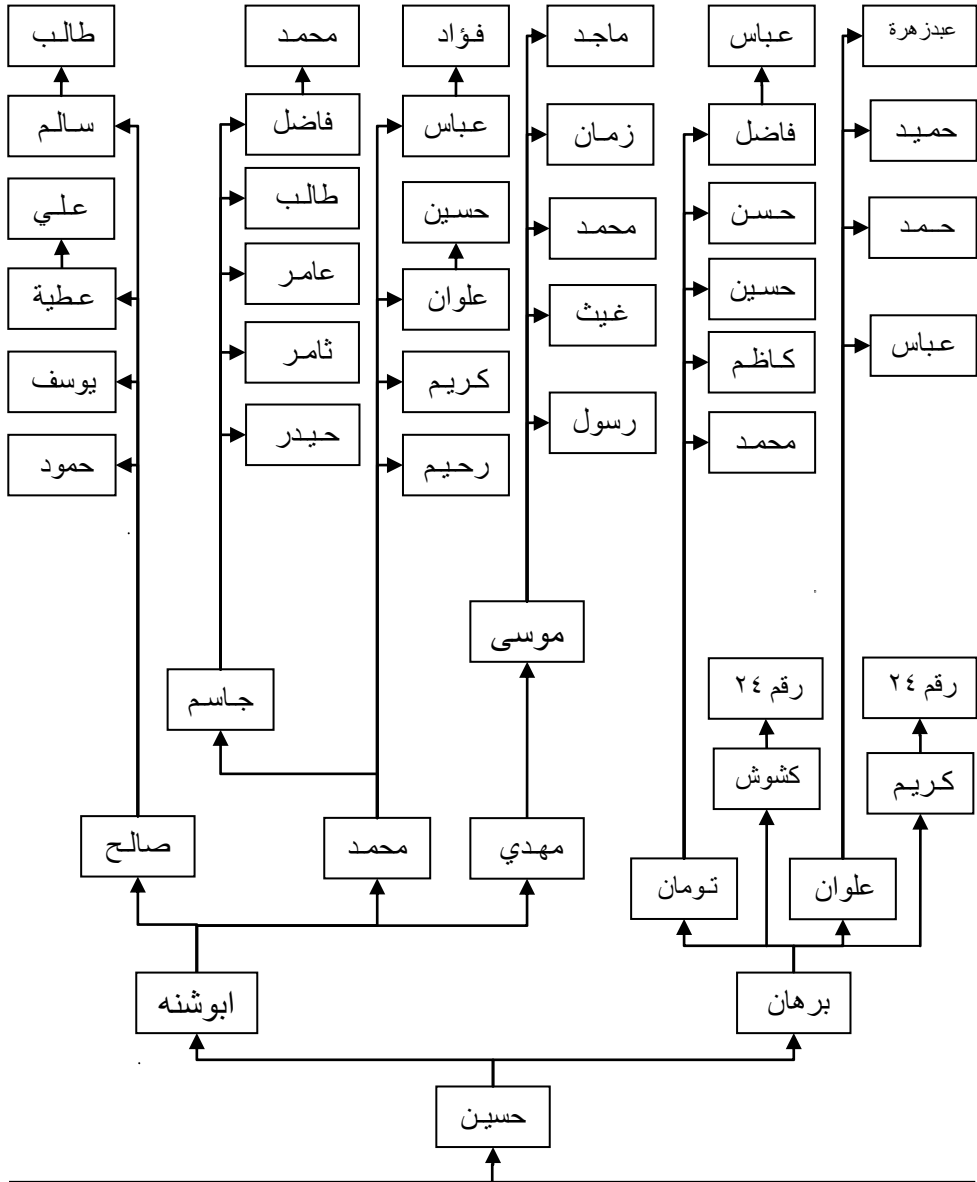 عبدزهرة
عباس
ماجد
فؤاد
محمد
طالب
حميد
فاضل
زمان
عباس
فاضل
سالم
حمد
حسن
محمد
حسين
طالب
علي
عباس
حسين
غيث
علوان
عامر
عطية
كاظم
كريم
ثامر
يوسف
محمد
رسول
رحيم
حيدر
حمود
موسى
رقم ٢٤
رقم ٢٤
جاسم
كريم
كشوش
مهدي
محمد
صالح
علوان
تومان
برهان
ابوشنه
حسين